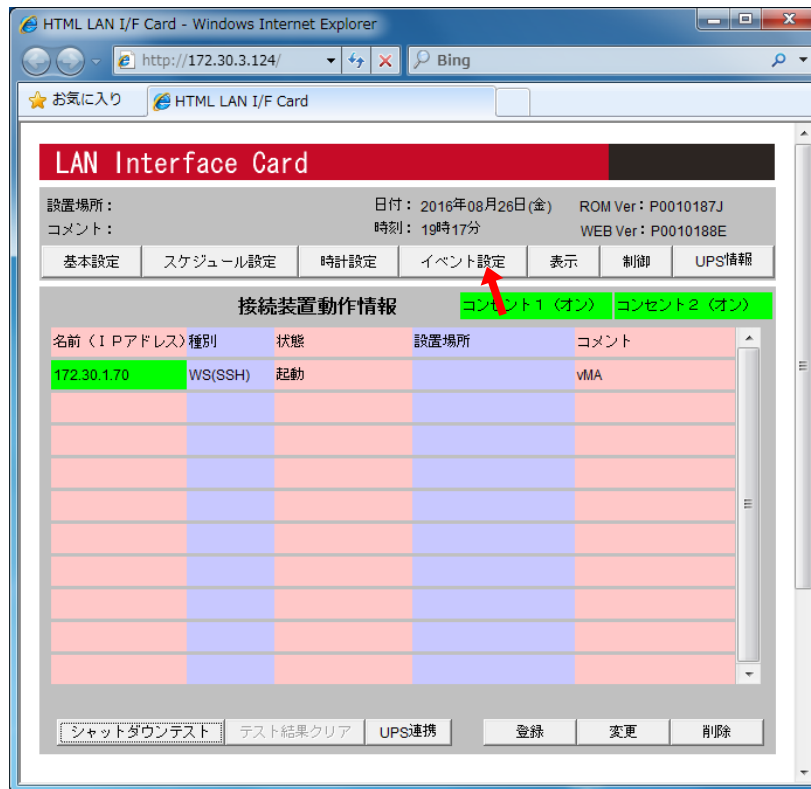 HTML LAN I/F Card - Windows Internet Explorer
http://172.30.3.124/
Bing
お気に入り
HTML LAN I/F Card
LAN Interface Card
設置場所：
日付： 2016年08月26日(金)
ROM Ver： P0010187J
コメント：
時刻： 19時17分
WEB Ver： P0010188E
基本設定 スケジュール設定 時計設定 イベント設定 表示 制御 UPS情報
接続装置動作情報 コンセント１（オン） コンセント２（オン）
名前（ＩＰアドレス） 種別 状態 設置場所 コメント
172.30.1.70 WS(SSH) 起動 vMA
シャットダウンテスト テスト結果クリア UPS連携 登録 変更 削除